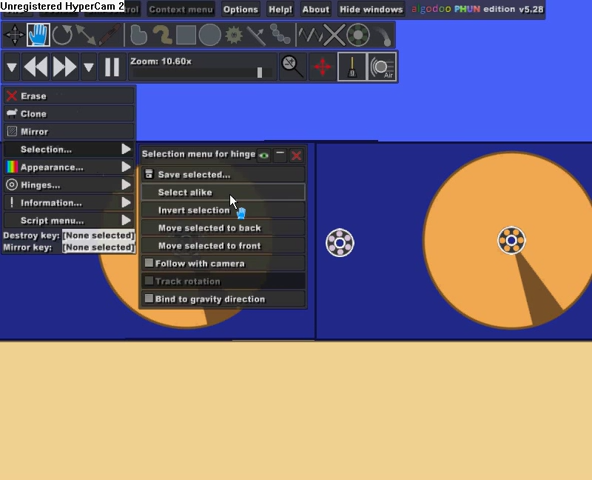 Unregistered HyperCam 2
Context menu
Options
Help!
About
Hide windows
algodoo PHUN edition v5.28
Zoom: 10.60x
Air
Erase
Clone
Mirror
Selection...
Appearance...
Hinges...
Information...
Script menu...
Destroy key: [None selected]
Mirror key: [None selected]
Selection menu for hinge
Save selected...
Select alike
Invert selection
Move selected to back
Move selected to front
Follow with camera
Track rotation
Bind to gravity direction